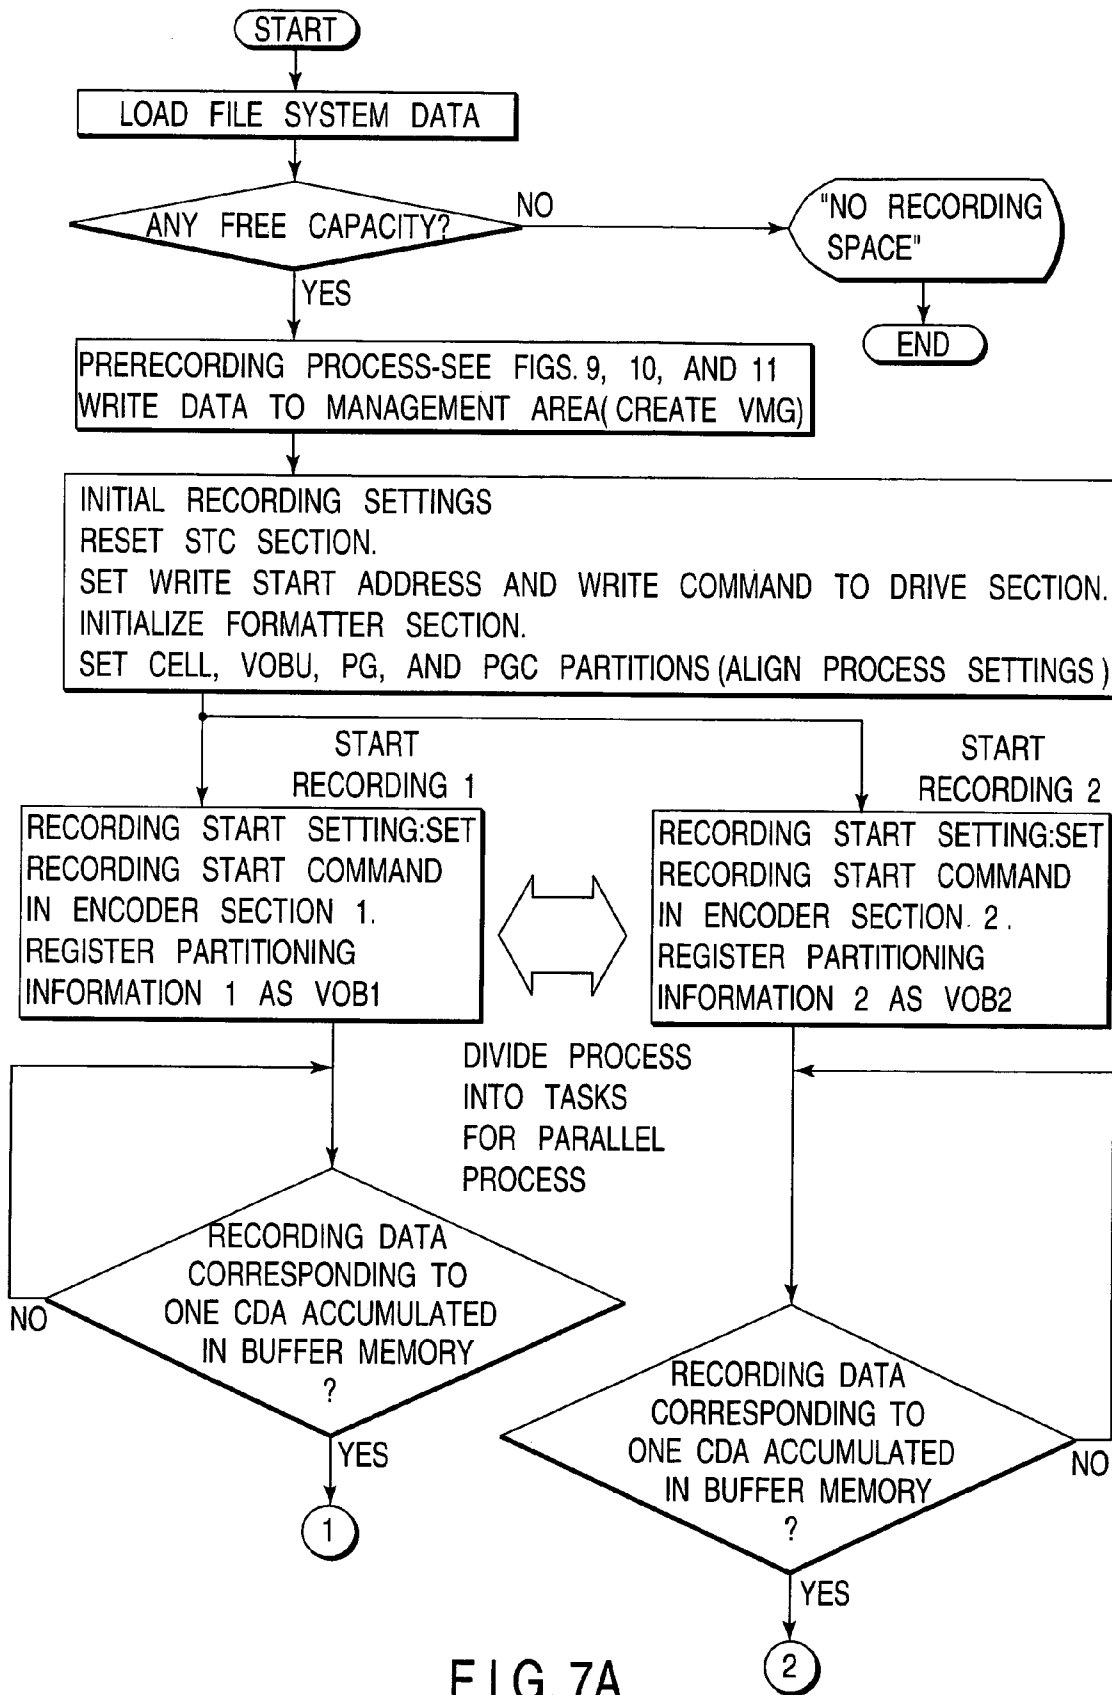 START
LOAD FILE SYSTEM DATA
ANY FREE CAPACITY?
NO
"NO RECORDING
SPACE"
YES
END
PRERECORDING PROCESS-SEE FIGS. 9, 10, AND 11
WRITE DATA TO MANAGEMENT AREA( CREATE VMG)
INITIAL RECORDING SETTINGS
RESET STC SECTION.
SET WRITE START ADDRESS AND WRITE COMMAND TO DRIVE SECTION.
INITIALIZE FORMATTER SECTION.
SET CELL, VOBU, PG, AND PGC PARTITIONS (ALIGN PROCESS SETTINGS)
START
RECORDING 1
START
RECORDING 2
RECORDING START SETTING:SET
RECORDING START COMMAND
IN ENCODER SECTION 1.
REGISTER PARTITIONING
INFORMATION 1 AS VOB1
RECORDING START SETTING:SET
RECORDING START COMMAND
IN ENCODER SECTION 2.
REGISTER PARTITIONING
INFORMATION 2 AS VOB2
DIVIDE PROCESS
INTO TASKS
FOR PARALLEL
PROCESS
RECORDING DATA
CORRESPONDING TO
ONE CDA ACCUMULATED
IN BUFFER MEMORY
?
NO
YES
1
RECORDING DATA
CORRESPONDING TO
ONE CDA ACCUMULATED
IN BUFFER MEMORY
?
NO
YES
2
FIG. 7A